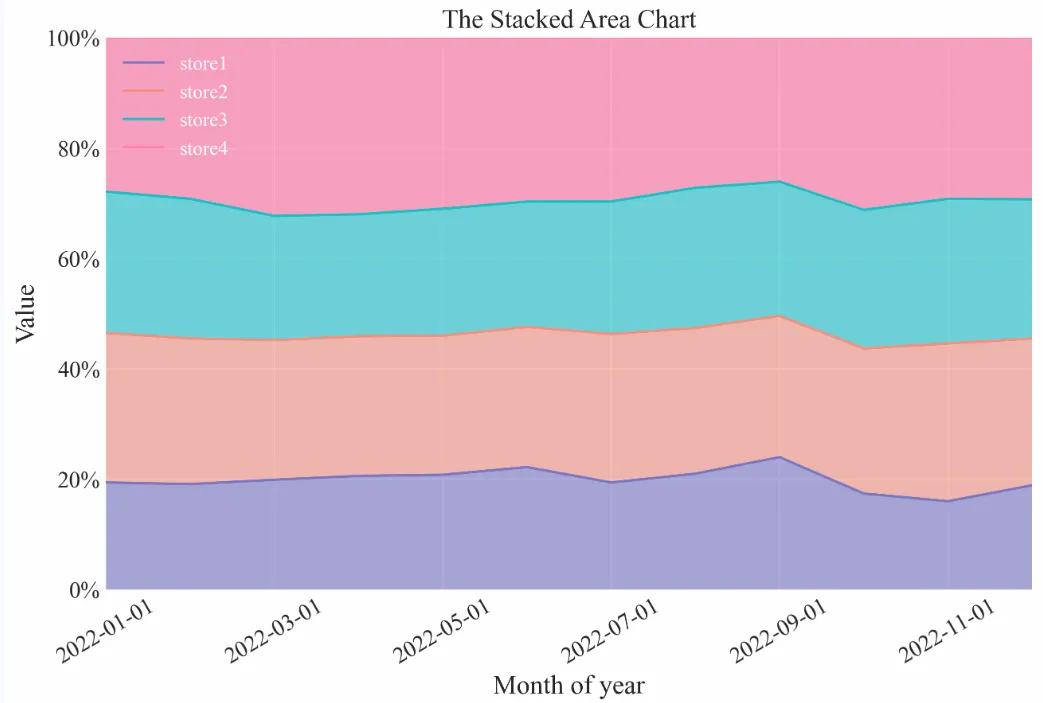 The Stacked Area Chart
100%
80%
60%
40%
20%
0%
Value
store1
store2
store3
store4
2022-01-01
2022-03-01
2022-05-01
2022-07-01
2022-09-01
2022-11-01
Month of year